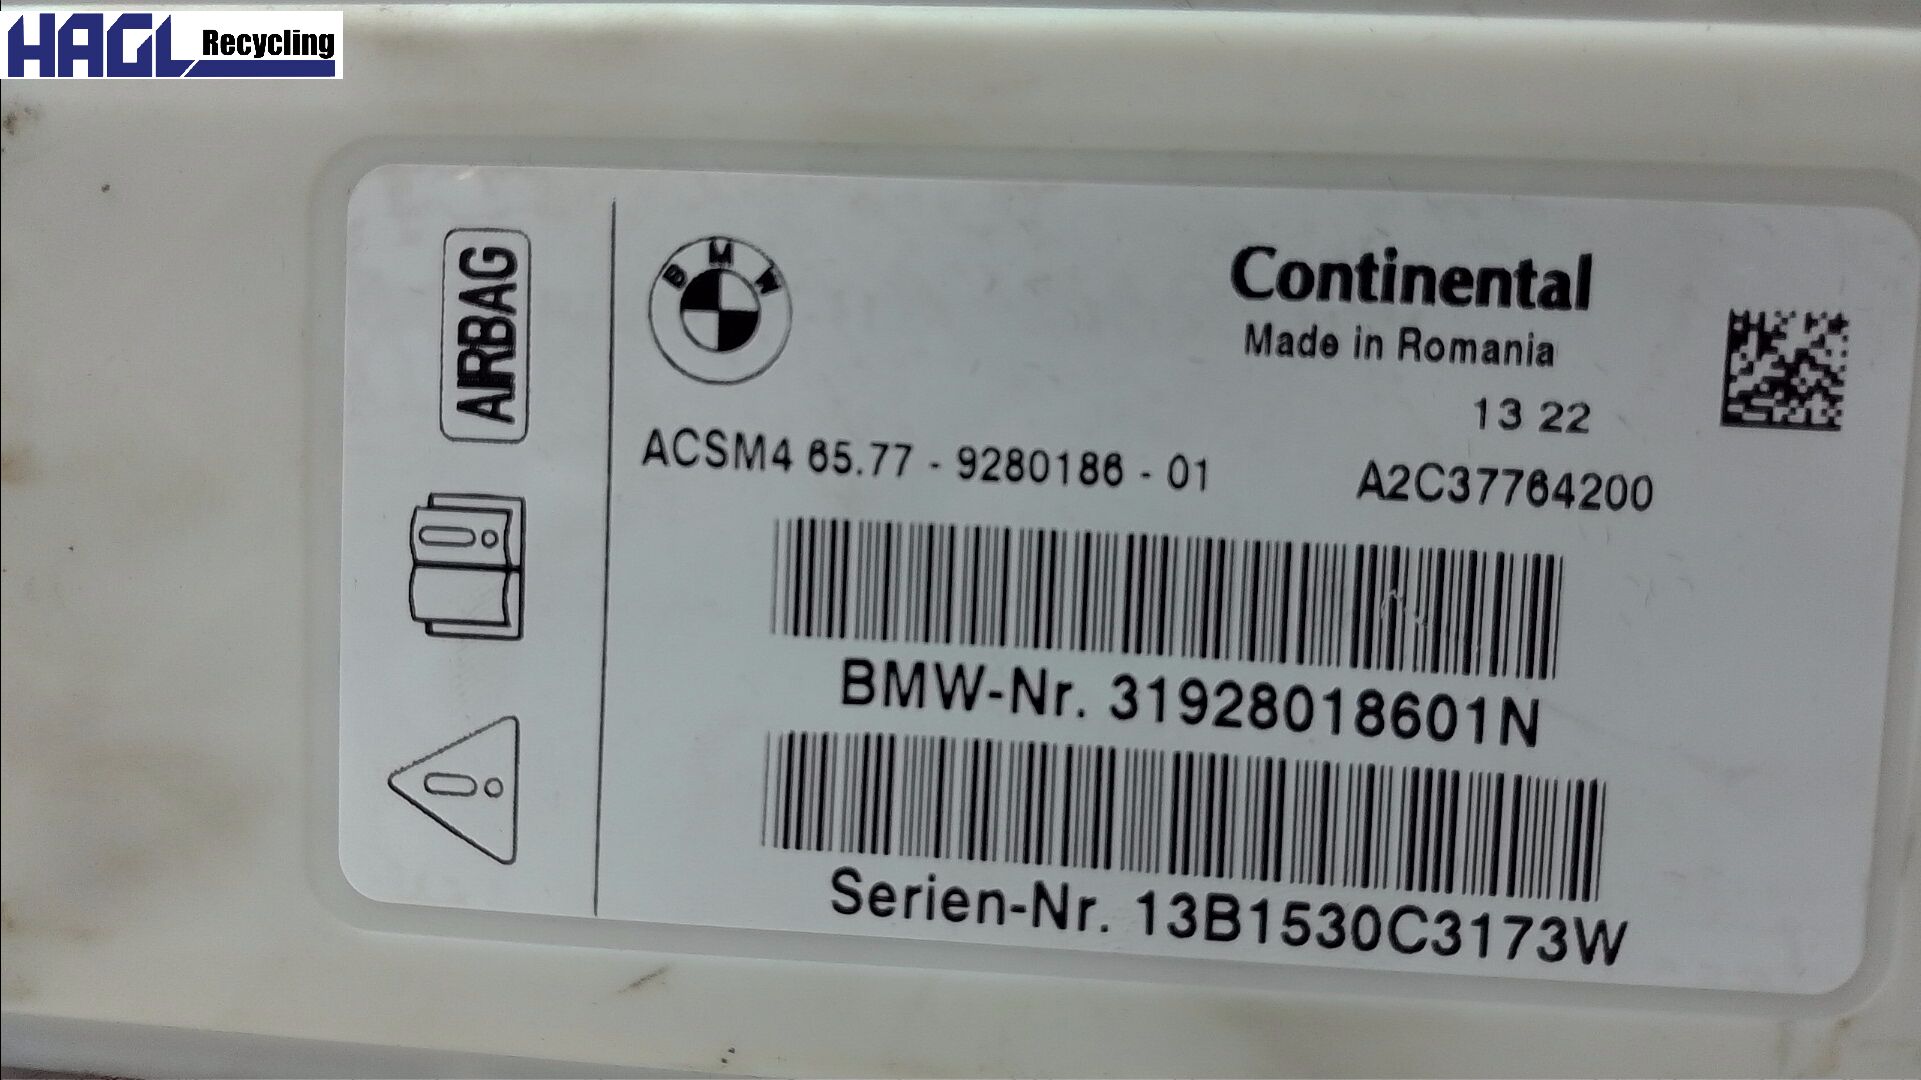 HAGL Recycling
AIRBAG
BMW
Continental
Made in Romania
13 22
ACSM4 65.77 - 9280186 - 01
A2C37764200
BMW-Nr. 31928018601N
Serien-Nr. 13B1530C3173W